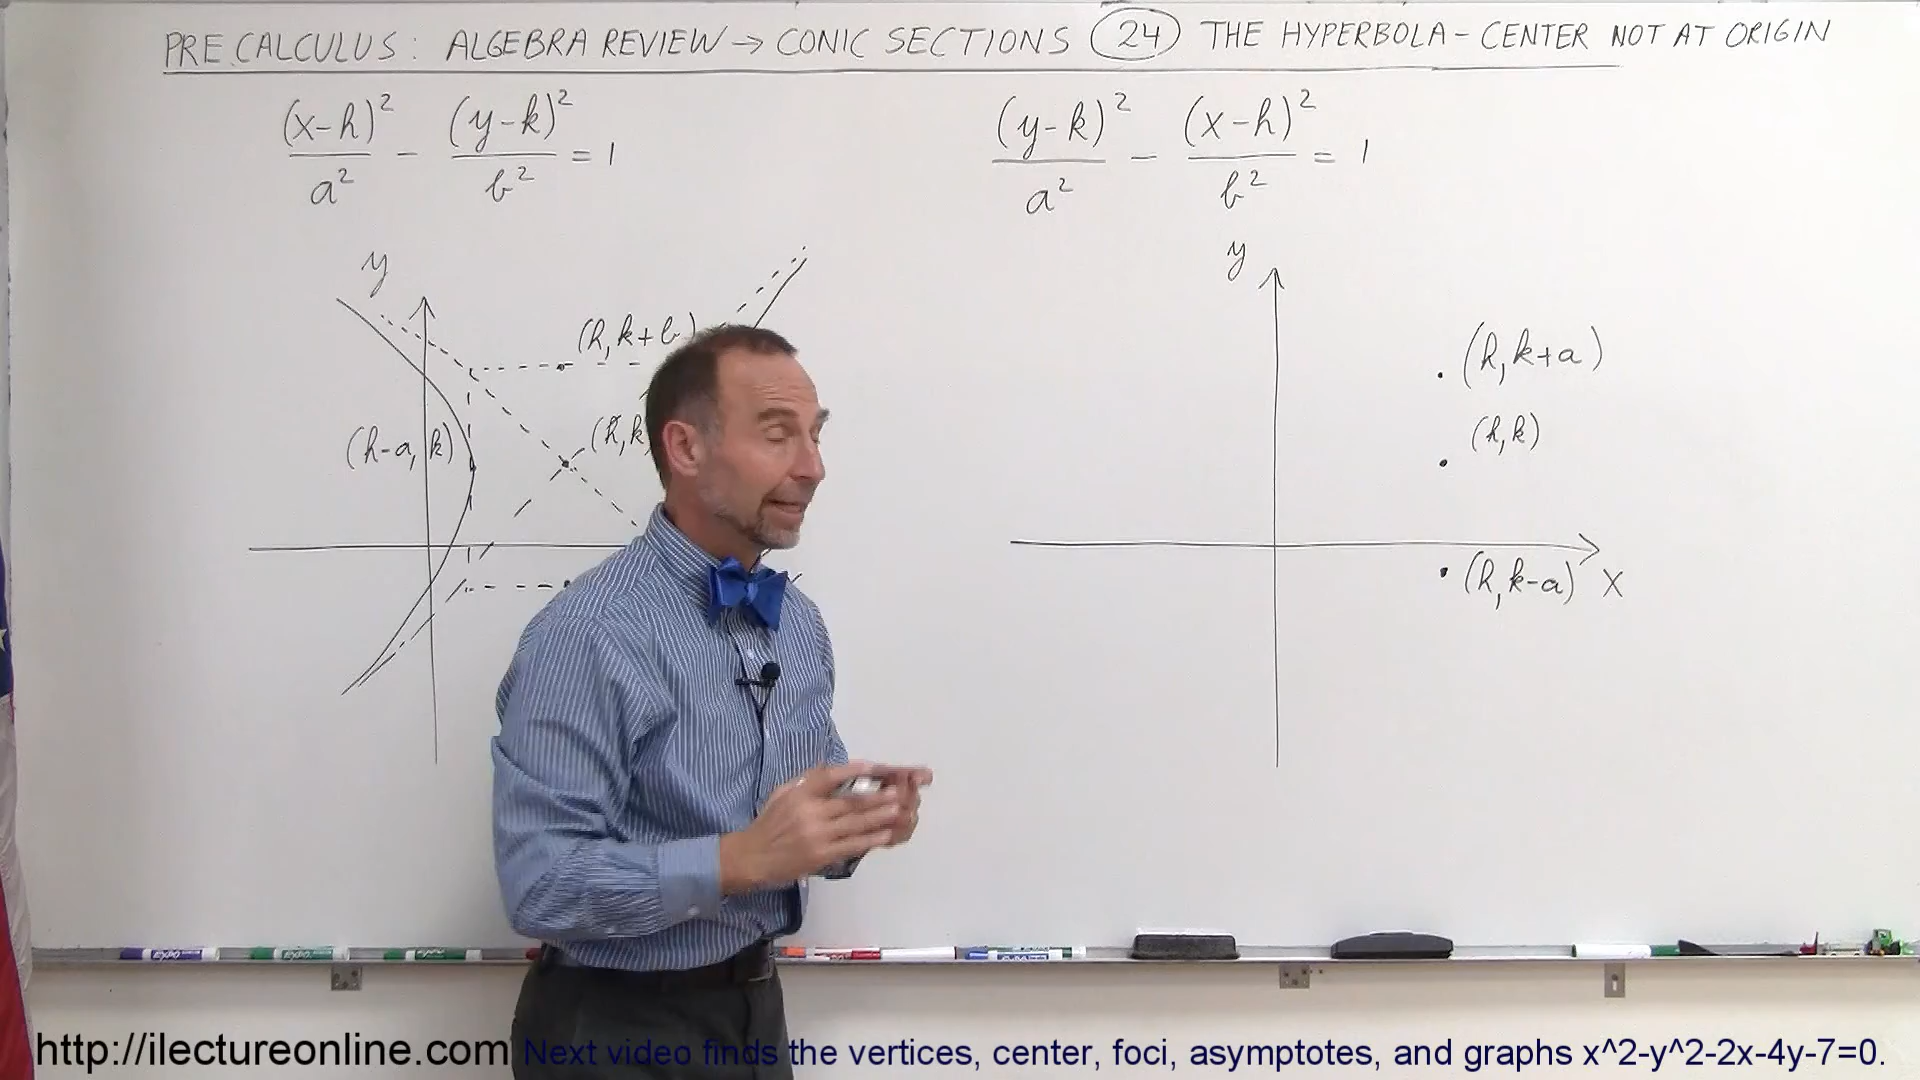 PRE CALCULUS: ALGEBRA REVIEW → CONIC SECTIONS 24 THE HYPERBOLA - CENTER NOT AT ORIGIN
(x-h)² / a² - (y-k)² / b² = 1
(y-k)² / a² - (x-h)² / b² = 1
y
(h, k+b)
(h-a, k)
(h, k
y
(h, k+a)
(h, k)
(h, k-a)
x
http://ilectureonline.com Next video finds the vertices, center, foci, asymptotes, and graphs x^2-y^2-2x-4y-7=0.